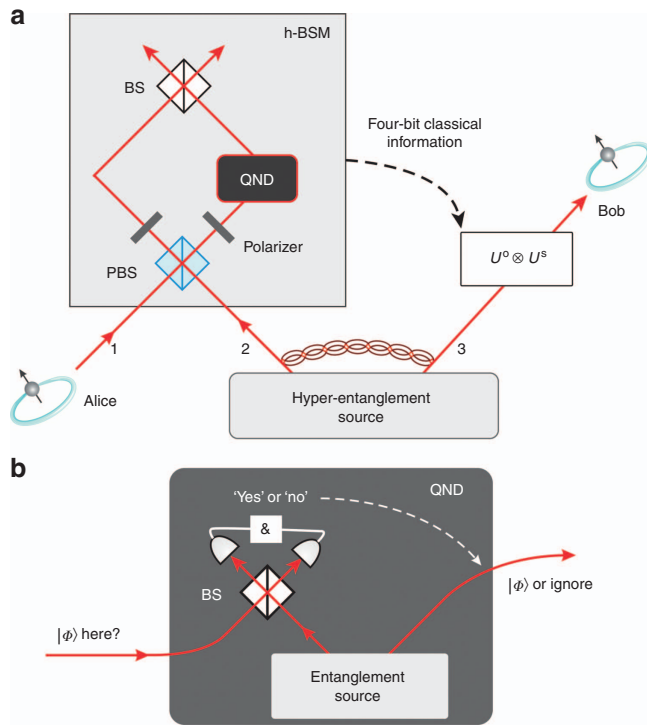 a
h-BSM
BS
Four-bit classical
information
QND
Bob
Polarizer
PBS
U^o ⊗ U^s
1
2
3
Alice
Hyper-entanglement
source
b
'Yes' or 'no'
QND
&
BS
|Φ⟩ or ignore
|Φ⟩ here?
Entanglement
source